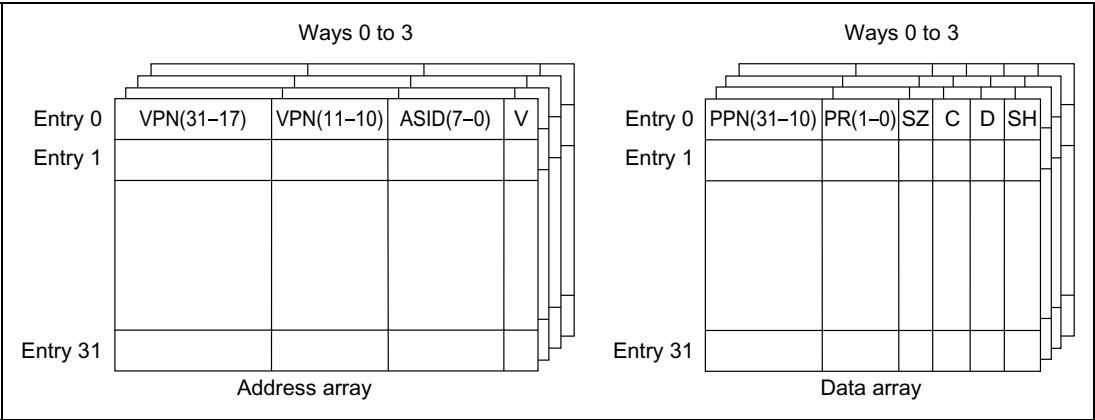 Ways 0 to 3
Entry 0 VPN(31–17) VPN(11–10) ASID(7–0) V
Entry 1
Entry 31
Address array
Ways 0 to 3
Entry 0 PPN(31–10) PR(1–0) SZ C D SH
Entry 1
Entry 31
Data array